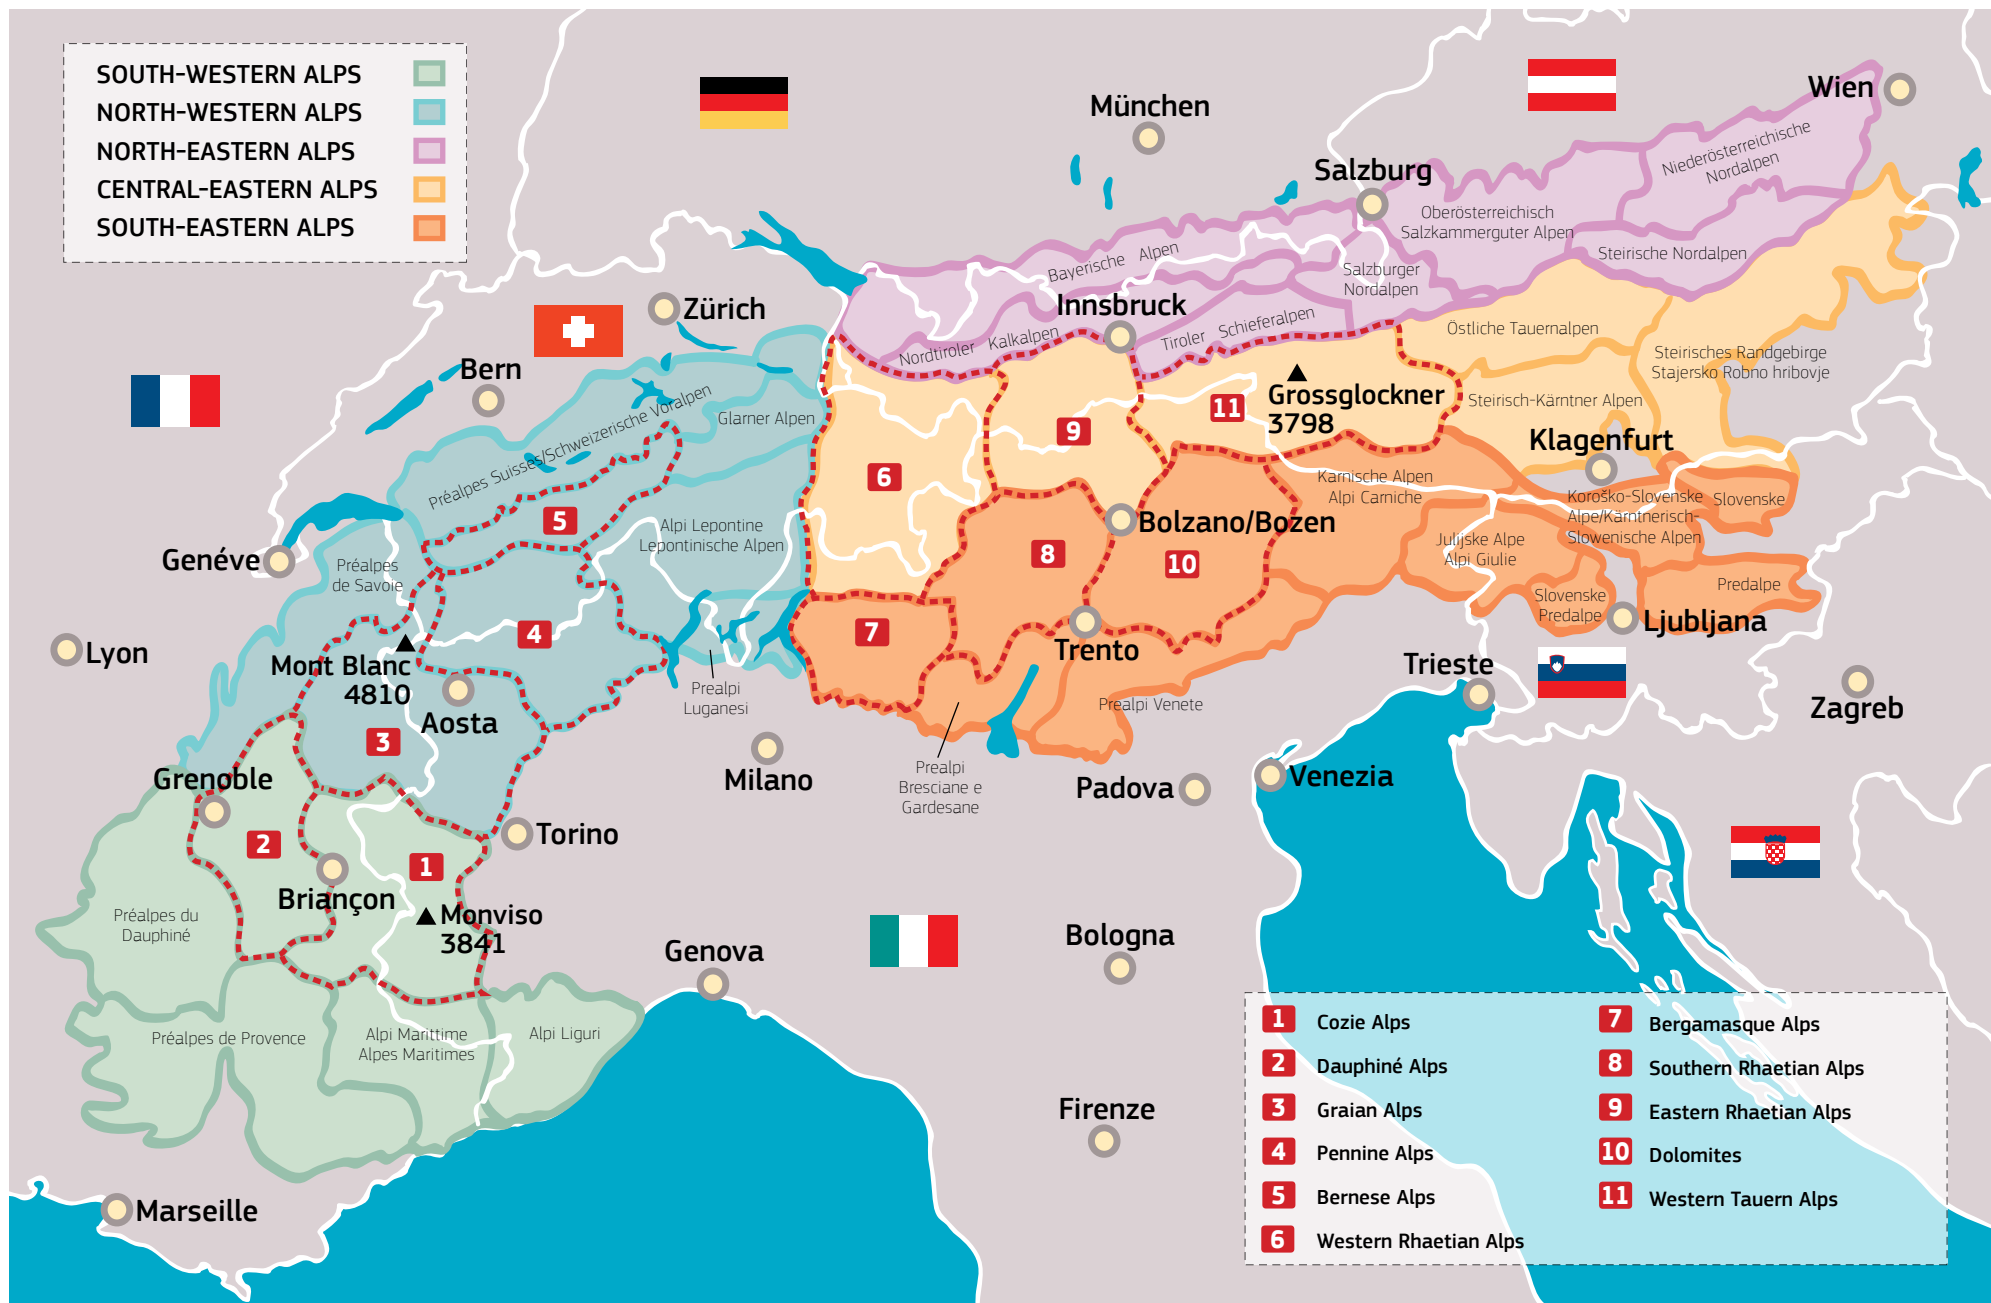 SOUTH-WESTERN ALPS
NORTH-WESTERN ALPS
NORTH-EASTERN ALPS
CENTRAL-EASTERN ALPS
SOUTH-EASTERN ALPS
München
Wien
Salzburg
Niederösterreichische
Nordalpen
Oberösterreichisch
Salzkammerguter Alpen
Steirische Nordalpen
Bayerische Alpen
Salzburger
Nordalpen
Zürich
Innsbruck
Nordtiroler Kalkalpen
Tiroler Schieferalpen
Östliche Tauernalpen
Steirisches Randgebirge
Stajersko Robno hribovje
Bern
Grossglockner
3798
11
9
6
Steirisch-Kärntner Alpen
Klagenfurt
Préalpes Suisses/Schweizerische Voralpen
Glarner Alpen
5
Alpi Lepontine
Lepontinische Alpen
Karnische Alpen
Alpi Carniche
Koroško-Slovenske
Alpe/Kärntnerisch-
Slowenische Alpen
Slovenske
Bolzano/Bozen
Julijske Alpe
Alpi Giulie
8
10
Genéve
Préalpes
de Savoie
Slovenske
Predalpe
Predalpe
Ljubljana
Lyon
4
7
Trento
Trieste
Mont Blanc
4810
Aosta
Prealpi
Luganesi
Prealpi Venete
Zagreb
3
Milano
Prealpi
Bresciane e
Gardesane
Padova
Venezia
Grenoble
Torino
2
1
Briançon
Monviso
3841
Préalpes du
Dauphiné
Genova
Bologna
Préalpes de Provence
Alpi Marittime
Alpes Maritimes
Alpi Liguri
Firenze
Marseille
1 Cozie Alps
2 Dauphiné Alps
3 Graian Alps
4 Pennine Alps
5 Bernese Alps
6 Western Rhaetian Alps
7 Bergamasque Alps
8 Southern Rhaetian Alps
9 Eastern Rhaetian Alps
10 Dolomites
11 Western Tauern Alps